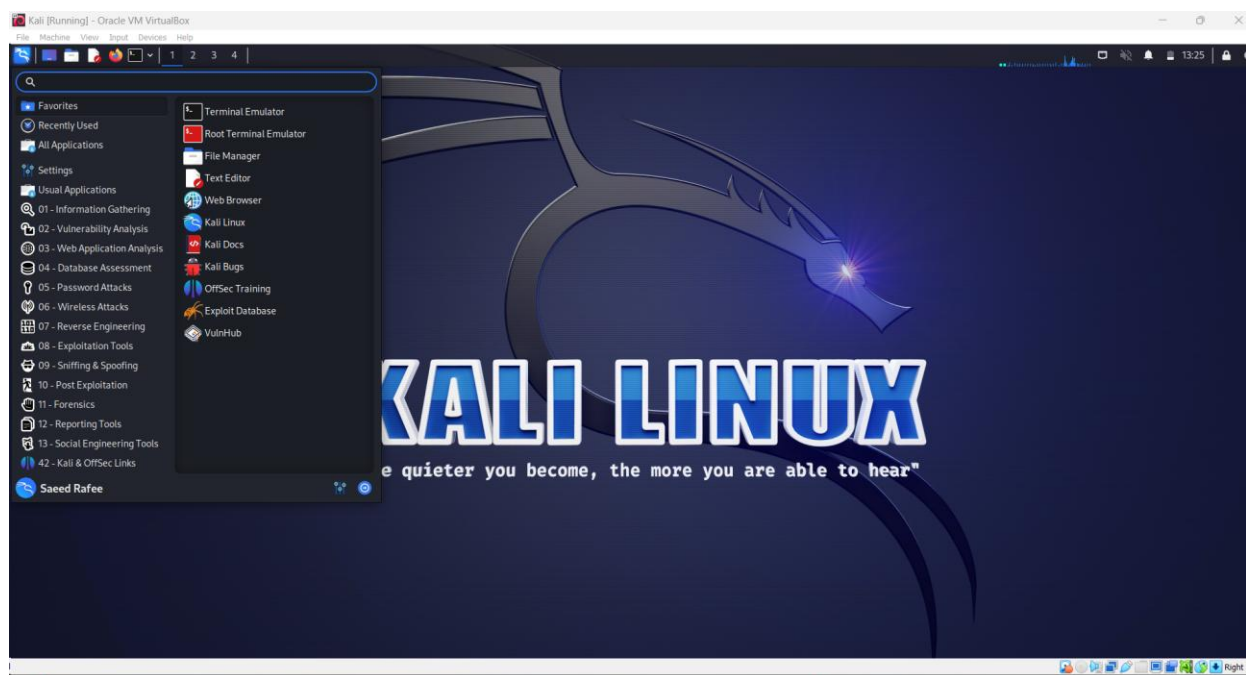 Kali [Running] - Oracle VM VirtualBox
File Machine View Input Devices Help
1 2 3 4
13:25
Favorites
Recently Used
All Applications
Settings
Usual Applications
01 - Information Gathering
02 - Vulnerability Analysis
03 - Web Application Analysis
04 - Database Assessment
05 - Password Attacks
06 - Wireless Attacks
07 - Reverse Engineering
08 - Exploitation Tools
09 - Sniffing & Spoofing
10 - Post Exploitation
11 - Forensics
12 - Reporting Tools
13 - Social Engineering Tools
42 - Kali & OffSec Links
Terminal Emulator
Root Terminal Emulator
File Manager
Text Editor
Web Browser
Kali Linux
Kali Docs
Kali Bugs
OffSec Training
Exploit Database
VulnHub
Saeed Rafee
KALI LINUX
e quieter you become, the more you are able to hear"
Right